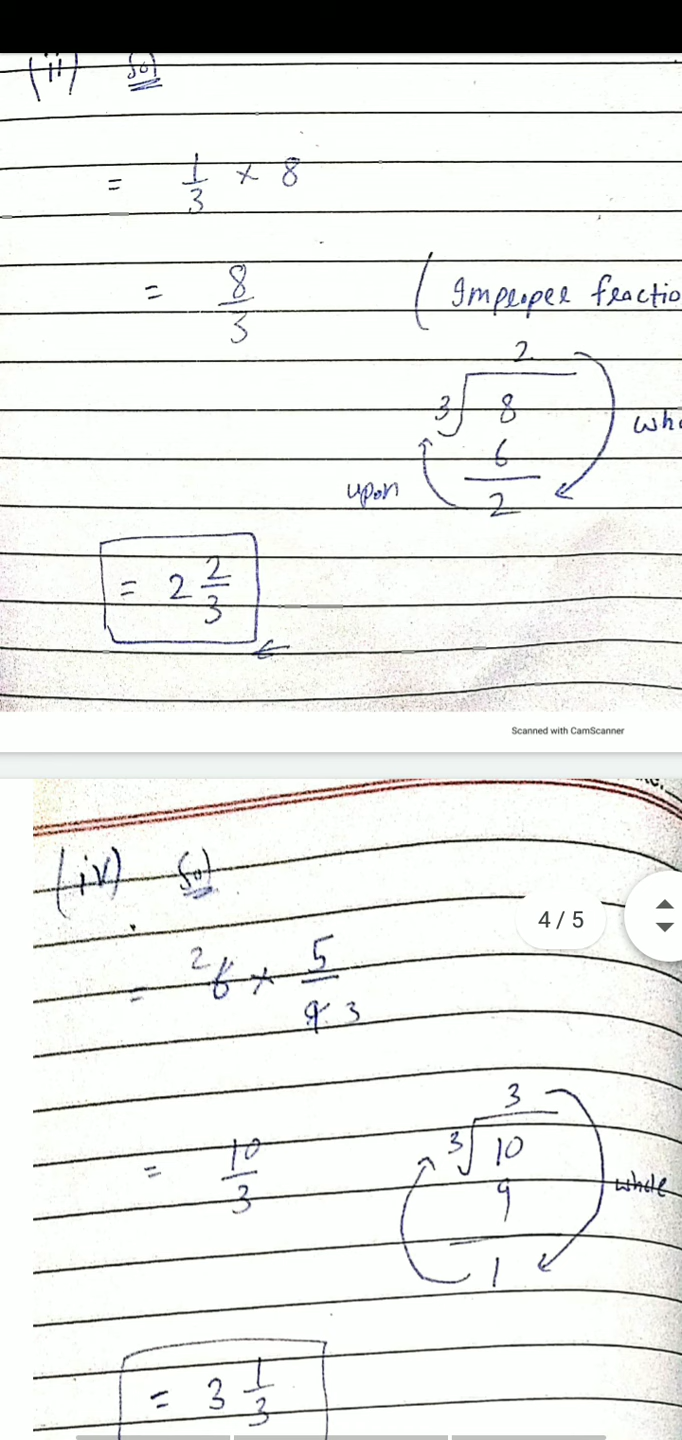 (ii) Sol
= 1/3 × 8
= 8/3 (Improper fractio
2
3 8
6
upon 2
= 2 2/3
Scanned with CamScanner
(iv) Sol
4 / 5
= 2 6 × 5/9 3
3
= 10/3 3 10 whole
9
1
= 3 1/3